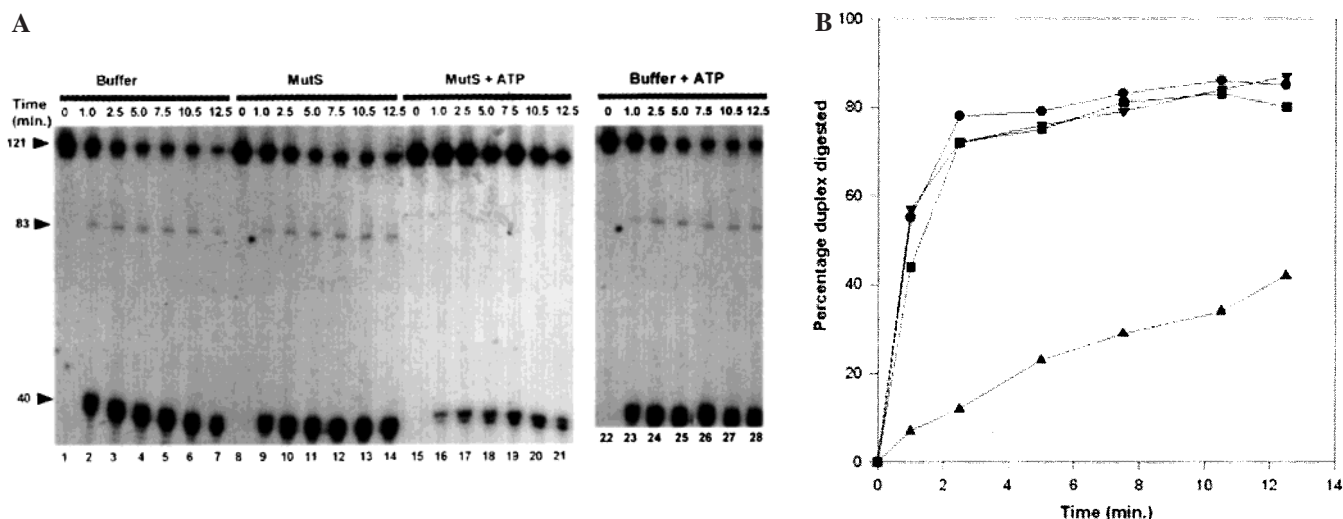 A
Buffer MutS MutS + ATP Buffer + ATP
Time (min.) 0 1.0 2.5 5.0 7.5 10.5 12.5 0 1.0 2.5 5.0 7.5 10.5 12.5 0 1.0 2.5 5.0 7.5 10.5 12.5 0 1.0 2.5 5.0 7.5 10.5 12.5
121
83
40
1 2 3 4 5 6 7 8 9 10 11 12 13 14 15 16 17 18 19 20 21 22 23 24 25 26 27 28
B
Percentage duplex digested
100
80
60
40
20
0
0 2 4 6 8 10 12 14
Time (min.)